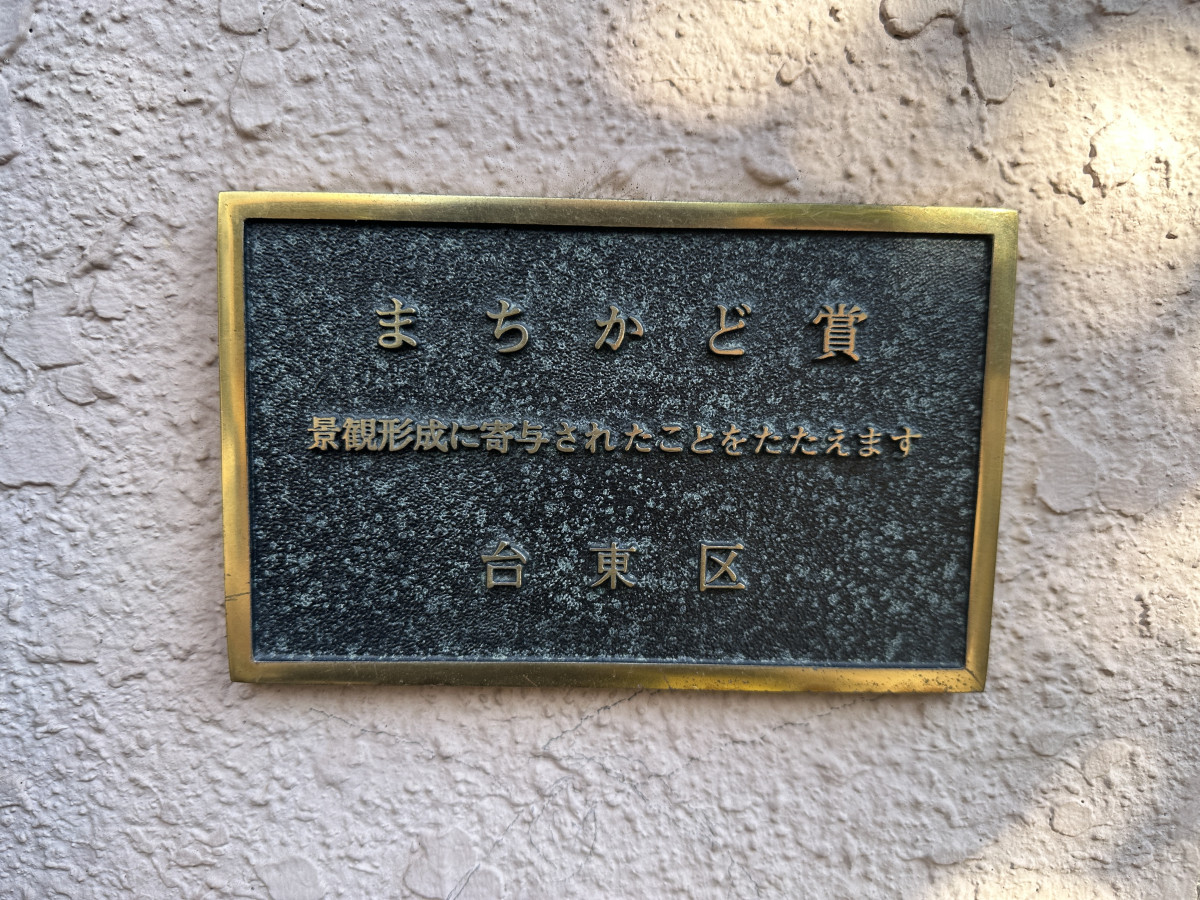 まちかど賞
景観形成に寄与されたことをたたえます
台東区